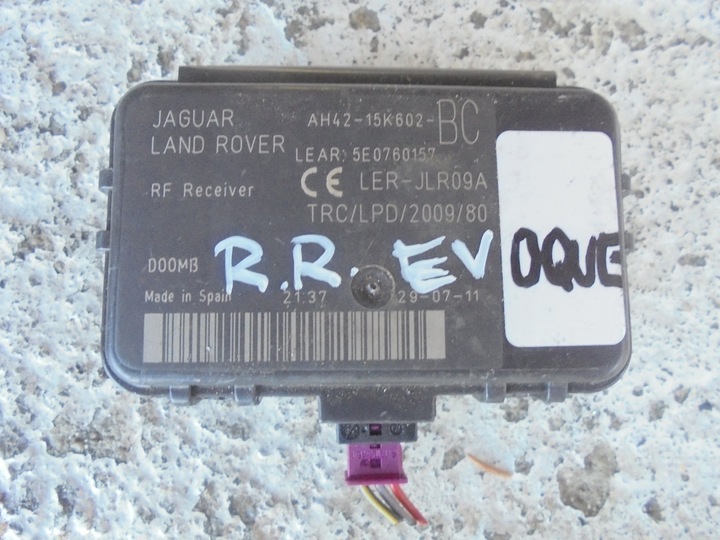 JAGUAR
LAND ROVER
AH42-15K602-BC
LEAR: 5E0760157
RF Receiver
CE LER-JLR09A
TRC/LPD/2009/80
DOOMß
R.R. EVOQUE
Made in Spain 21:37 29-07-11